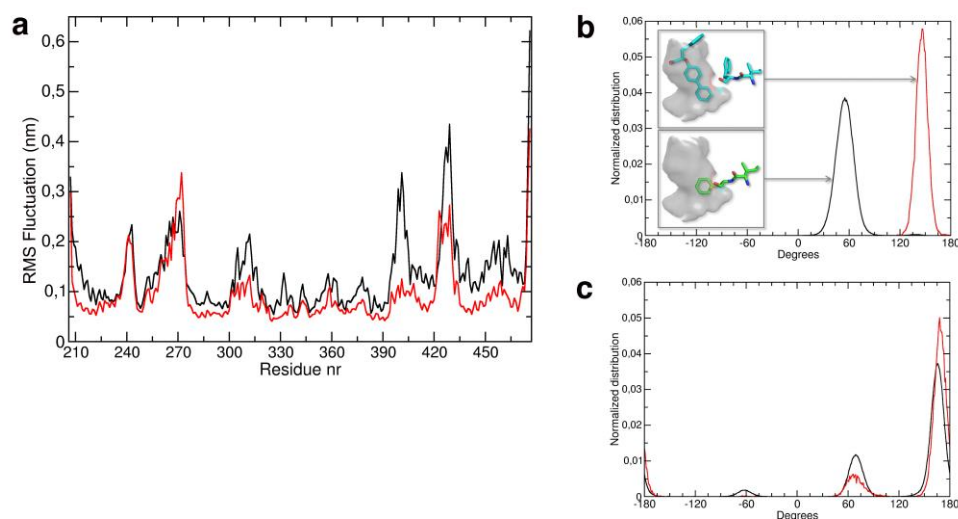 a
RMS Fluctuation (nm)
0,6
0,5
0,4
0,3
0,2
0,1
0
210 240 270 300 330 360 390 420 450
Residue nr
b
Normalized distribution
0,06
0,05
0,04
0,03
0,02
0,01
0
-180 -120 -60 0 60 120 180
Degrees
c
Normalized distribution
0,06
0,05
0,04
0,03
0,02
0,01
0
-180 -120 -60 0 60 120 180
Degrees